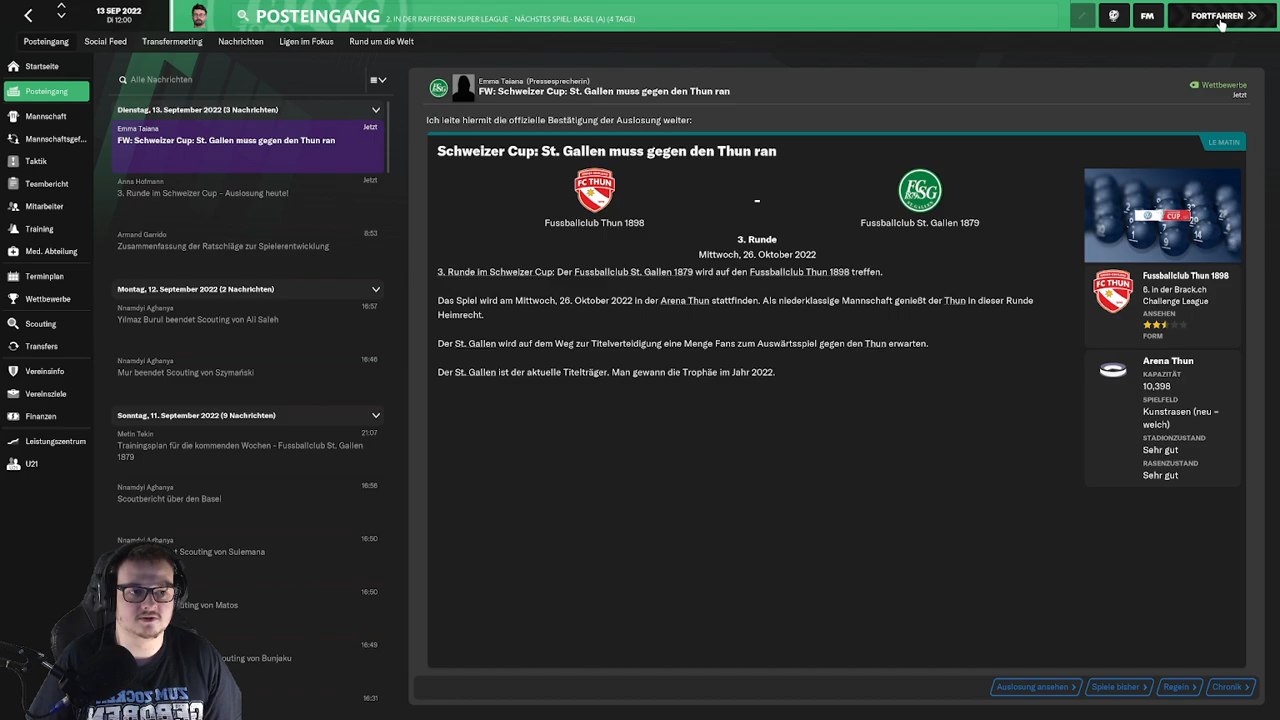 13 SEP 2022
DI 12:00
POSTEINGANG
2. IN DER RAIFFEISEN SUPER LEAGUE - NÄCHSTES SPIEL: BASEL (A) (4 TAGE)
FM
FORTFAHREN
Posteingang
Social Feed
Transfermeeting
Nachrichten
Ligen im Fokus
Rund um die Welt
Startseite
Posteingang
Mannschaft
Mannschaftsgef...
Taktik
Teambericht
Mitarbeiter
Training
Med. Abteilung
Terminplan
Wettbewerbe
Scouting
Transfers
Vereinsinfo
Vereinsziele
Finanzen
Leistungszentrum
U21
Alle Nachrichten
Dienstag, 13. September 2022 (3 Nachrichten)
Emma Taiana
Jetzt
FW: Schweizer Cup: St. Gallen muss gegen den Thun ran
Anna Hofmann
Jetzt
3. Runde im Schweizer Cup – Auslosung heute!
Armand Garrido
8:53
Zusammenfassung der Ratschläge zur Spielerentwicklung
Montag, 12. September 2022 (2 Nachrichten)
Nnamdyi Aghanya
16:57
Yılmaz Burul beendet Scouting von Ali Saleh
Nnamdyi Aghanya
16:46
Mur beendet Scouting von Szymański
Sonntag, 11. September 2022 (9 Nachrichten)
Metin Tekin
21:07
Trainingsplan für die kommenden Wochen - Fussballclub St. Gallen
1879
Nnamdyi Aghanya
16:56
Scoutbericht über den Basel
Nnamdyi Aghanya
16:50
Scouting von Sulemana
16:50
uting von Matos
16:49
outing von Bunjaku
16:31
Emma Taiana (Pressesprecherin)
FW: Schweizer Cup: St. Gallen muss gegen den Thun ran
Wettbewerbe
Jetzt
Ich leite hiermit die offizielle Bestätigung der Auslosung weiter:
LE MATIN
Schweizer Cup: St. Gallen muss gegen den Thun ran
Fussballclub Thun 1898
-
Fussballclub St. Gallen 1879
3. Runde
Mittwoch, 26. Oktober 2022
3. Runde im Schweizer Cup: Der Fussballclub St. Gallen 1879 wird auf den Fussballclub Thun 1898 treffen.
Das Spiel wird am Mittwoch, 26. Oktober 2022 in der Arena Thun stattfinden. Als niederklassige Mannschaft genießt der Thun in dieser Runde
Heimrecht.
Der St. Gallen wird auf dem Weg zur Titelverteidigung eine Menge Fans zum Auswärtsspiel gegen den Thun erwarten.
Der St. Gallen ist der aktuelle Titelträger. Man gewann die Trophäe im Jahr 2022.
Fussballclub Thun 1898
6. in der Brack.ch
Challenge League
ANSEHEN
FORM
Arena Thun
KAPAZITÄT
10,398
SPIELFELD
Kunstrasen (neu –
weich)
STADIONZUSTAND
Sehr gut
RASENZUSTAND
Sehr gut
Auslosung ansehen
Spiele bisher
Regeln
Chronik
ZUM ZOCKEN
GEBOREN